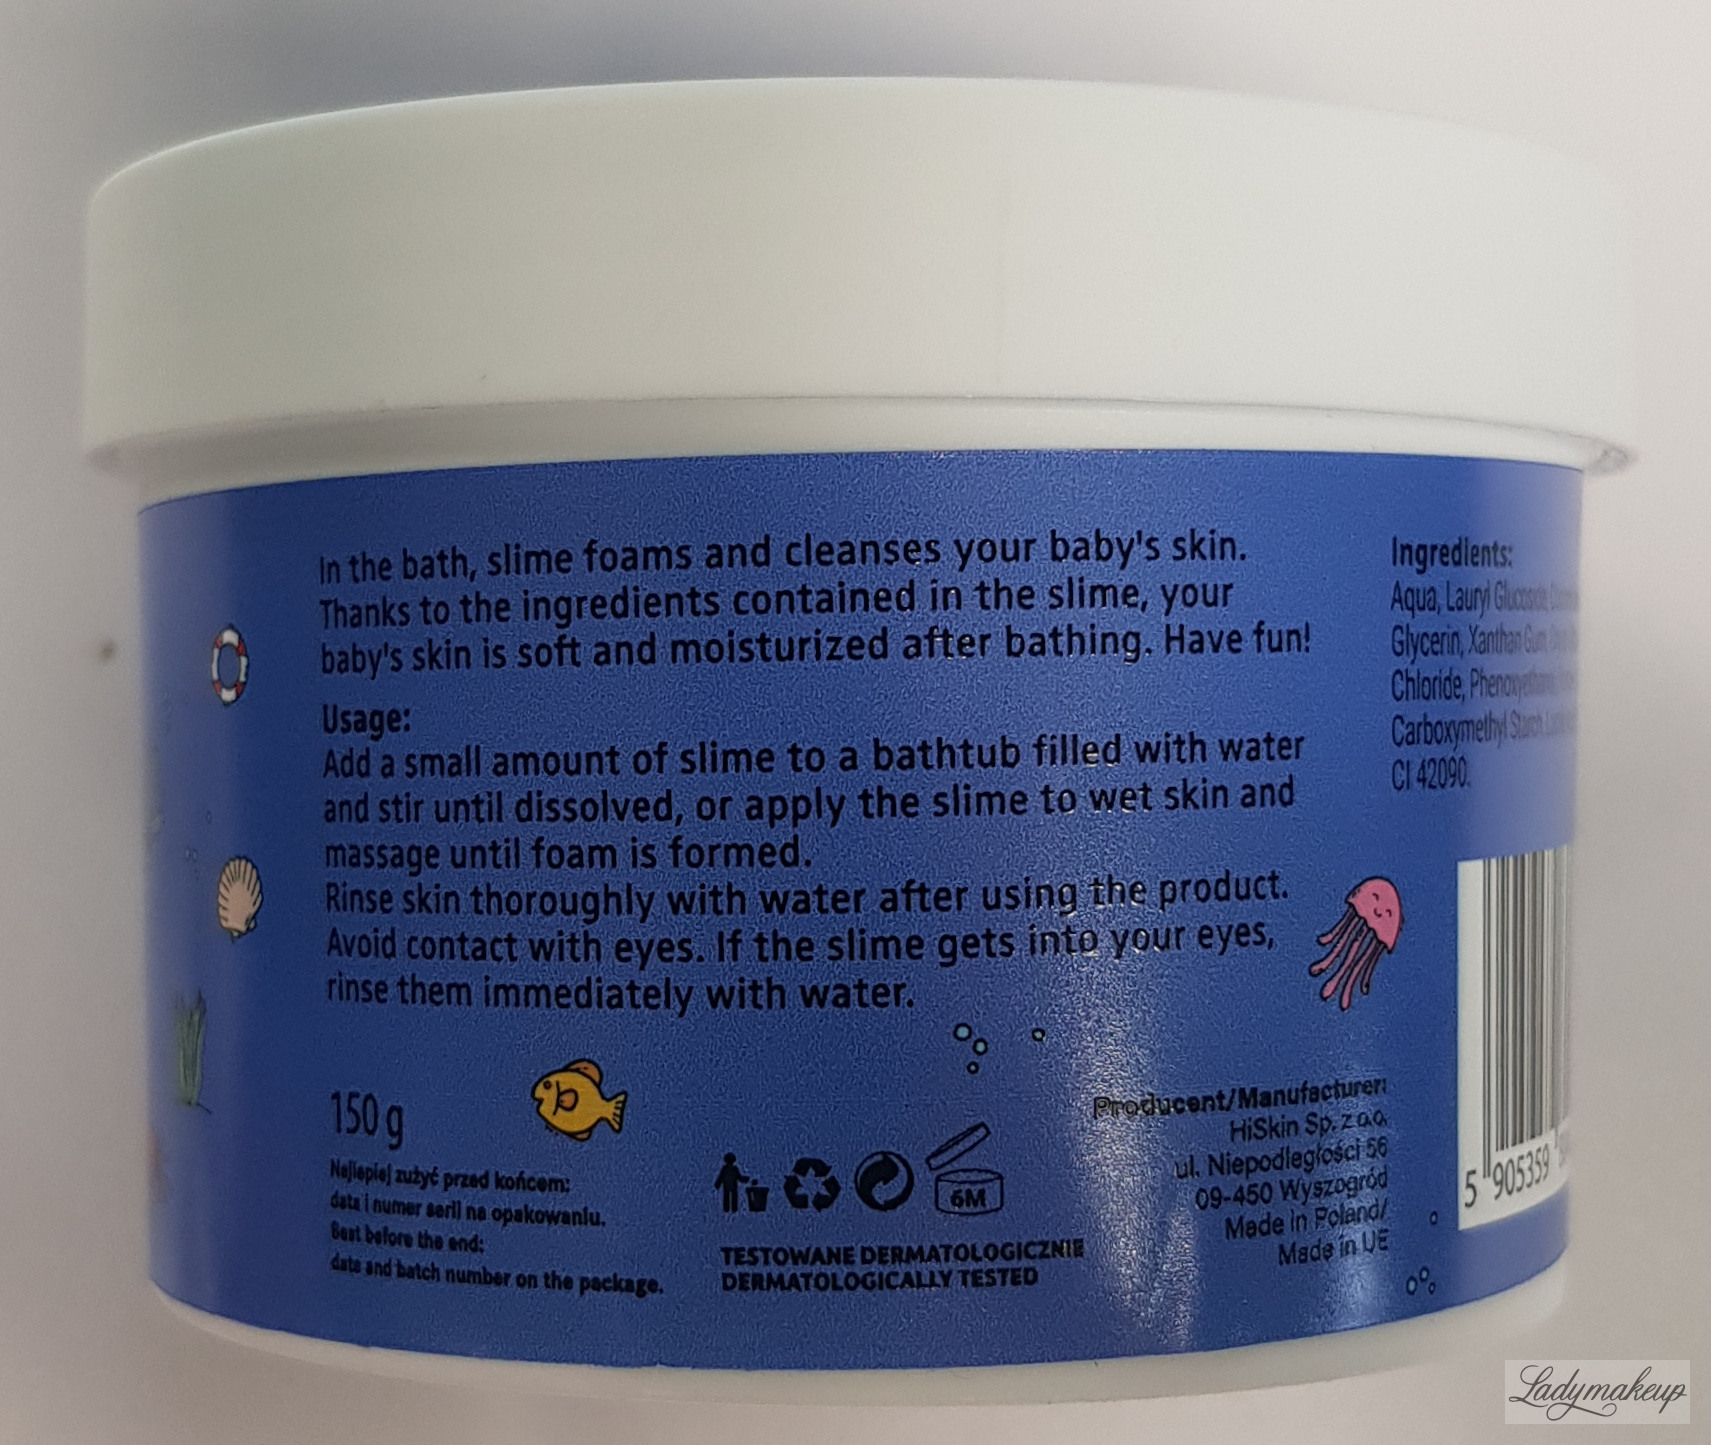 In the bath, slime foams and cleanses your baby's skin.
Thanks to the ingredients contained in the slime, your
baby's skin is soft and moisturized after bathing. Have fun!
Usage:
Add a small amount of slime to a bathtub filled with water
and stir until dissolved, or apply the slime to wet skin and
massage until foam is formed.
Rinse skin thoroughly with water after using the product.
Avoid contact with eyes. If the slime gets into your eyes,
rinse them immediately with water.
150 g
Najlepiej zużyć przed końcem:
data i numer serii na opakowaniu.
Best before the end:
date and batch number on the package.
6M
TESTOWANE DERMATOLOGICZNIE
DERMATOLOGICALLY TESTED
Producent/Manufacturer:
HiSkin Sp. z o.o.
ul. Niepodległości 56
09-450 Wyszogród
Made in Poland/
Made in UE
Ingredients:
Aqua, Lauryl Glucoside,
Glycerin, Xanthan Gum,
Chloride,
Carboxymethyl Starch,
CI 42090.
5 905359
Ladymakeup